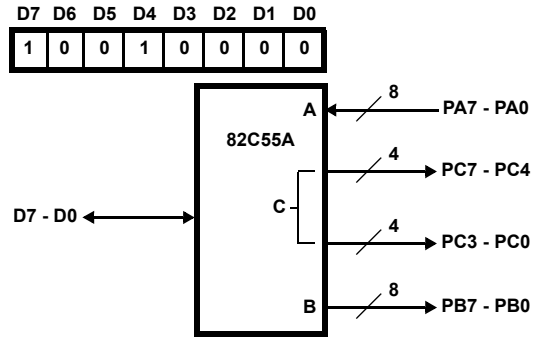 D7 D6 D5 D4 D3 D2 D1 D0
1 0 0 1 0 0 0 0
8
A PA7 - PA0
82C55A
4
PC7 - PC4
C
D7 - D0
4
PC3 - PC0
8
B PB7 - PB0